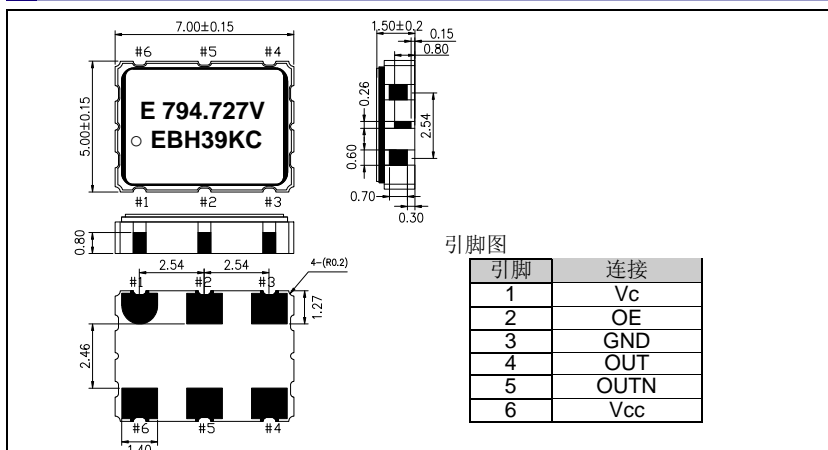 7.00±0.15
#6 #5 #4
5.00±0.15
E 794.727V
EBH39KC
#1 #2 #3
1.50±0.2
0.15
0.80
0.26
2.54
0.60
0.70
0.30
0.80
2.54 2.54
4-(R0.2)
#1 #2 #3
1.27
2.46
#6 #5 #4
1.40
引脚图
引脚 连接
1 Vc
2 OE
3 GND
4 OUT
5 OUTN
6 Vcc